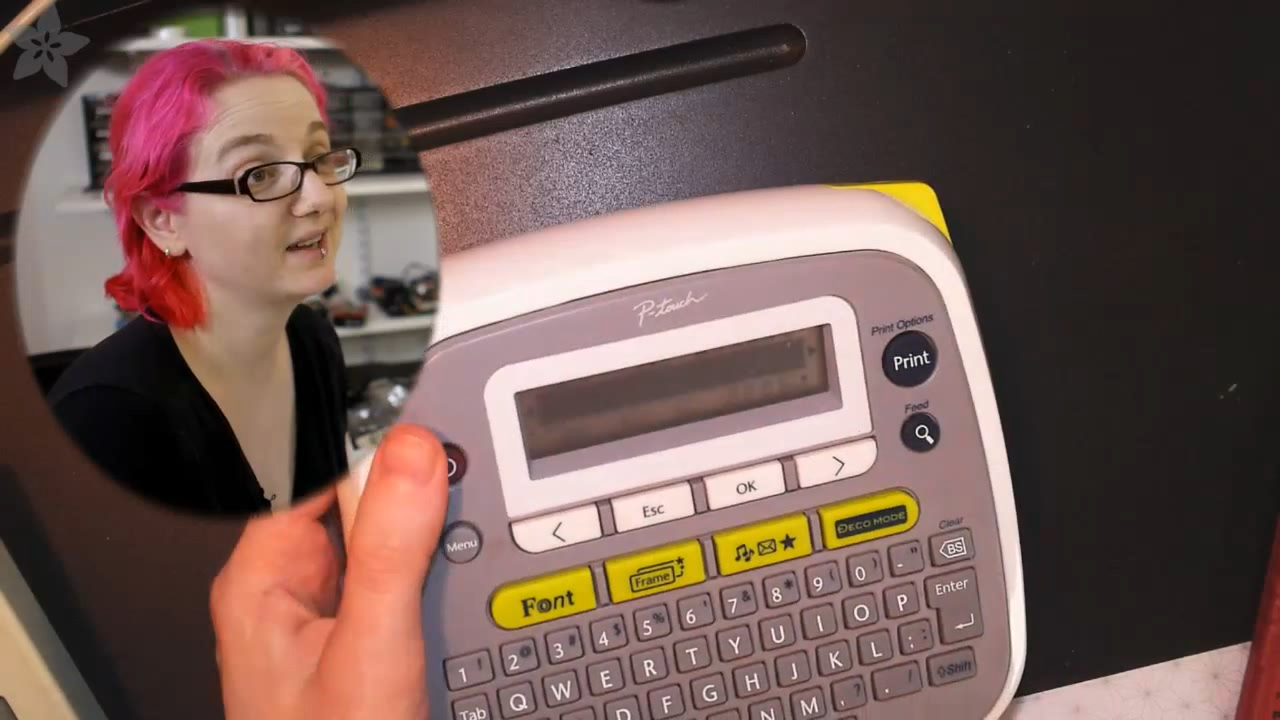 P-touch
Print Options
Print
Feed
Esc
OK
Menu
Font
Frame
DECO MODE
Clear
BS
1 ! 2 @ 3 # 4 $ 5 % 6 ' 7 & 8 * 9 ( 0 ) - "
Enter
Tab Q W E R T Y U I O P
D F G H J K L : ;
N M , ? . / Shift